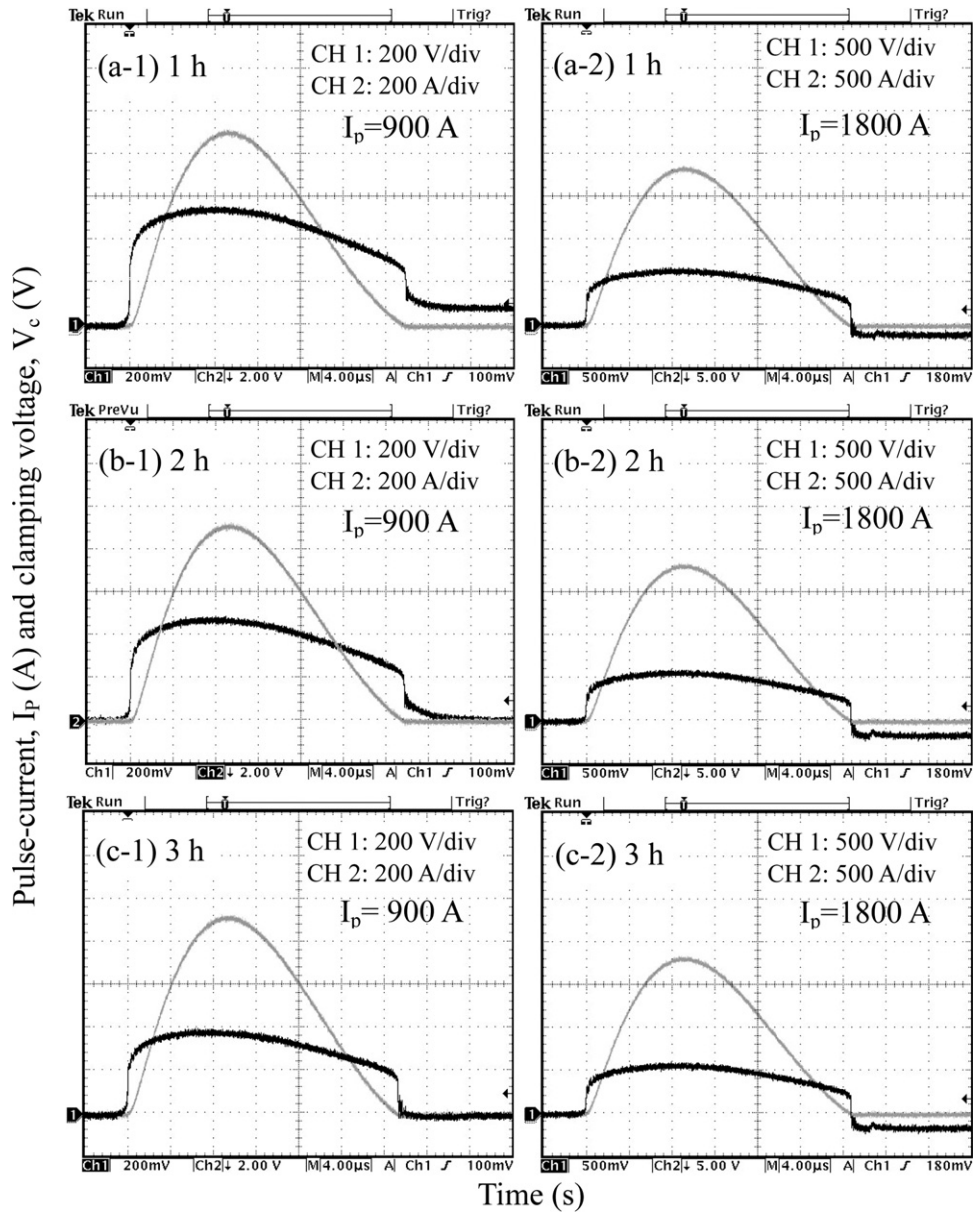 Tek Run Trig?
(a-1) 1 h
CH 1: 200 V/div
CH 2: 200 A/div
Iₚ=900 A
1
Ch1 200mV Ch2↓ 2.00 V M 4.00µs A Ch1 ʃ 100mV
Tek Run Trig?
(a-2) 1 h
CH 1: 500 V/div
CH 2: 500 A/div
Iₚ=1800 A
1
Ch1 500mV Ch2↓ 5.00 V M 4.00µs A Ch1 ʃ 180mV
Pulse-current, Iₚ (A) and clamping voltage, V꜀ (V)
Tek PreVu Trig?
(b-1) 2 h
CH 1: 200 V/div
CH 2: 200 A/div
Iₚ=900 A
2
Ch1 200mV Ch2↓ 2.00 V M 4.00µs A Ch1 ʃ 100mV
Tek Run Trig?
(b-2) 2 h
CH 1: 500 V/div
CH 2: 500 A/div
Iₚ=1800 A
1
Ch1 500mV Ch2↓ 5.00 V M 4.00µs A Ch1 ʃ 180mV
Tek Run Trig?
(c-1) 3 h
CH 1: 200 V/div
CH 2: 200 A/div
Iₚ= 900 A
1
Ch1 200mV Ch2↓ 2.00 V M 4.00µs A Ch1 ʃ 100mV
Tek Run Trig?
(c-2) 3 h
CH 1: 500 V/div
CH 2: 500 A/div
Iₚ=1800 A
1
Ch1 500mV Ch2↓ 5.00 V M 4.00µs A Ch1 ʃ 180mV
Time (s)